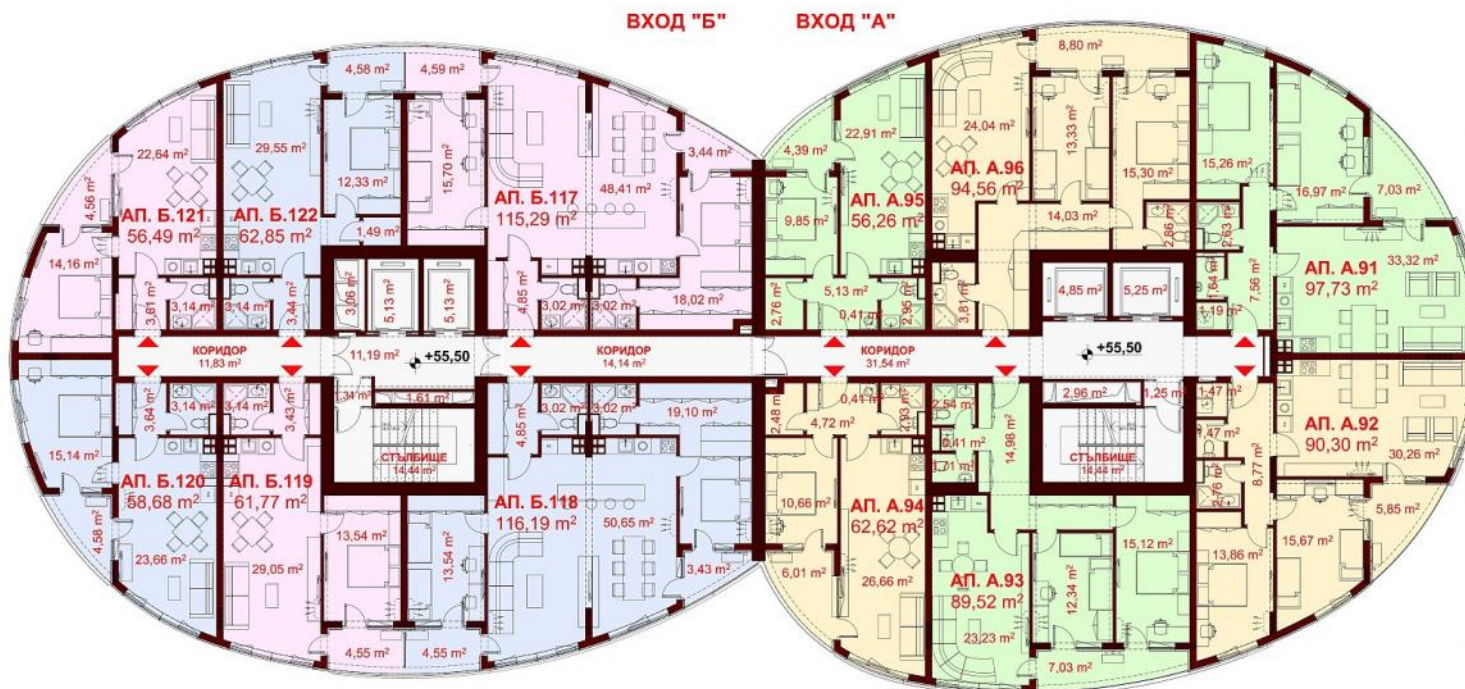 ВХОД "Б" ВХОД "А"
4,58 m²
4,59 m²
22,64 m²
29,55 m²
12,33 m²
15,70 m²
48,41 m²
3,44 m²
4,56 m²
АП. Б.121
56,49 m²
АП. Б.122
62,85 m²
АП. Б.117
115,29 m²
1,49 m²
14,16 m²
3,61 m²
3,14 m²
3,14 m²
3,44 m²
3,06 m²
5,13 m²
5,13 m²
4,85 m²
3,02 m²
3,02 m²
18,02 m²
8,80 m²
4,39 m²
22,91 m²
24,04 m²
13,33 m²
15,30 m²
15,26 m²
16,97 m²
7,03 m²
9,85 m²
АП. А.95
56,26 m²
АП. А.96
94,56 m²
14,03 m²
2,86 m²
2,63 m²
2,76 m²
5,13 m²
0,41 m²
2,95 m²
3,81 m²
4,85 m²
5,25 m²
1,64 m²
1,19 m²
7,56 m²
33,32 m²
АП. А.91
97,73 m²
КОРИДОР
11,83 m²
11,19 m²
+55,50
КОРИДОР
14,14 m²
КОРИДОР
31,54 m²
+55,50
3,64 m²
3,14 m²
3,14 m²
3,43 m²
1,34 m²
1,61 m²
СТЪЛБИЩЕ
14,44 m²
4,85 m²
3,02 m²
3,02 m²
19,10 m²
15,14 m²
4,58 m²
АП. Б.120
58,68 m²
АП. Б.119
61,77 m²
АП. Б.118
116,19 m²
23,66 m²
29,05 m²
13,54 m²
13,54 m²
50,65 m²
3,43 m²
4,55 m²
4,55 m²
2,48 m²
4,72 m²
0,41 m²
2,93 m²
2,54 m²
0,41 m²
1,01 m²
14,98 m²
2,96 m²
1,25 m²
СТЪЛБИЩЕ
14,44 m²
1,47 m²
1,47 m²
2,76 m²
8,77 m²
АП. А.92
90,30 m²
30,26 m²
10,66 m²
АП. А.94
62,62 m²
6,01 m²
26,66 m²
АП. А.93
89,52 m²
23,23 m²
12,34 m²
15,12 m²
13,86 m²
15,67 m²
5,85 m²
7,03 m²